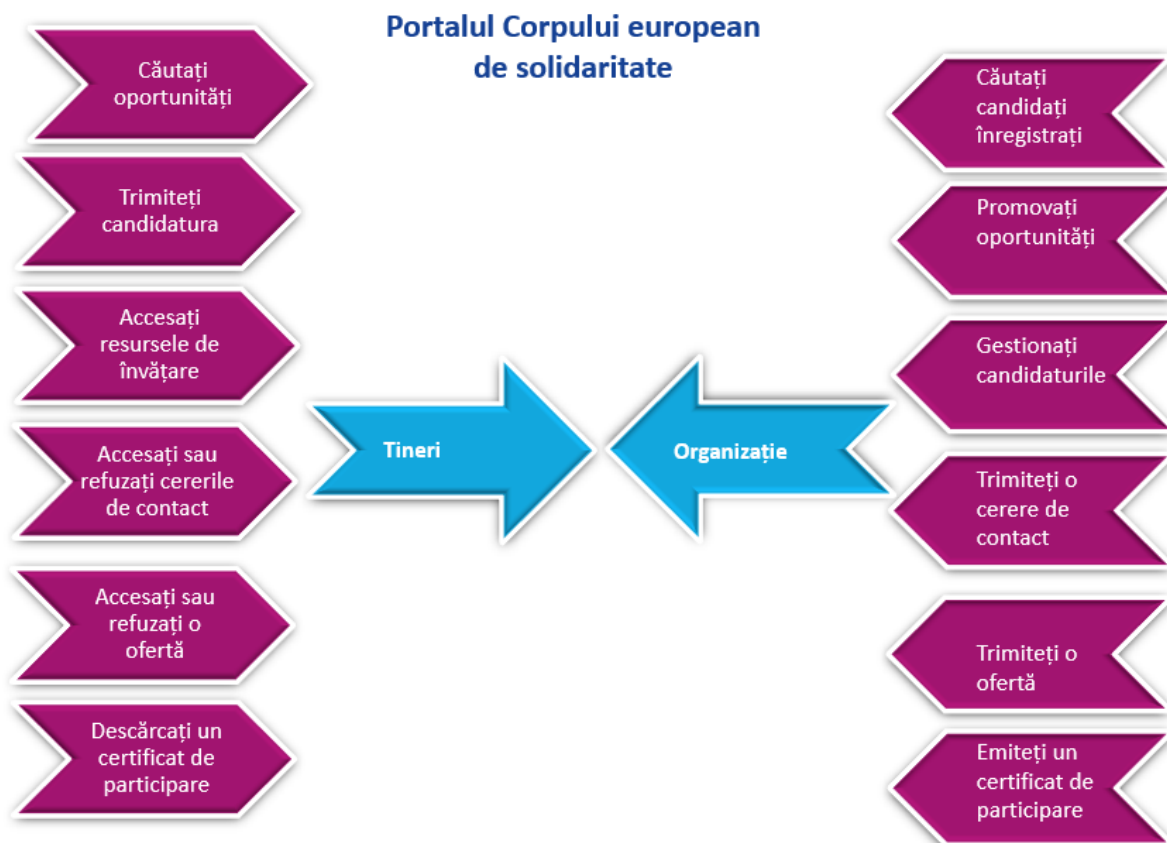 Portalul Corpului european
de solidaritate
Căutați
oportunități
Trimiteți
candidatura
Accesați
resursele de
învățare
Accesați sau
refuzați cererile
de contact
Accesați sau
refuzați o
ofertă
Descărcați un
certificat de
participare
Tineri
Organizație
Căutați
candidați
înregistrați
Promovați
oportunități
Gestionați
candidaturile
Trimiteți o
cerere de
contact
Trimiteți o
ofertă
Emiteți un
certificat de
participare